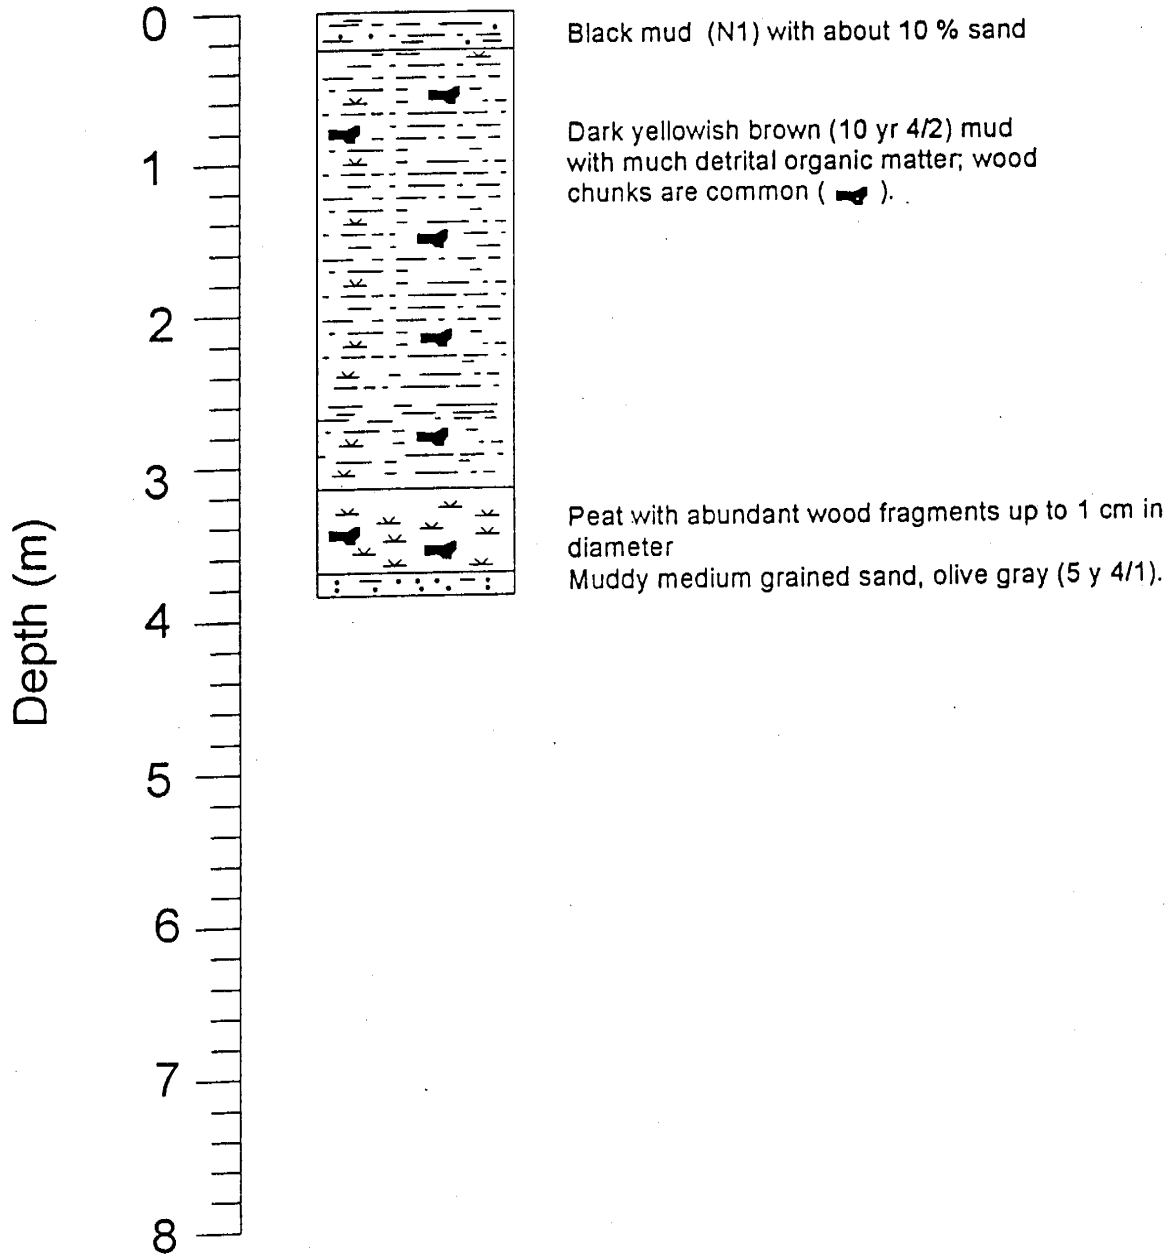 0
Black mud (N1) with about 10 % sand
Dark yellowish brown (10 yr 4/2) mud
with much detrital organic matter; wood
chunks are common ( ).
1
2
3
Peat with abundant wood fragments up to 1 cm in
diameter
Muddy medium grained sand, olive gray (5 y 4/1).
4
Depth (m)
5
6
7
8